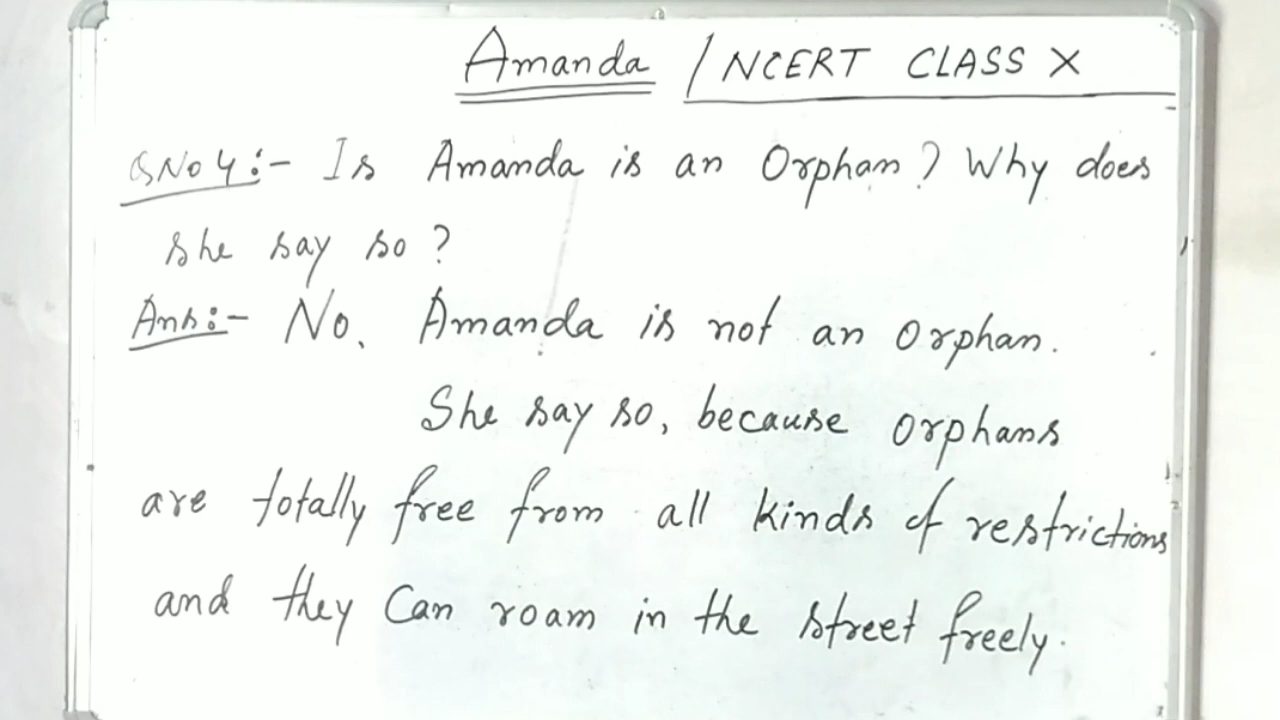 Amanda / NCERT CLASS X
QNo 4:- Is Amanda is an Orphan? Why does
she say so?
Ans:- No. Amanda is not an Orphan.
She say so, because orphans
are totally free from all kinds of restrictions
and they Can roam in the street freely.